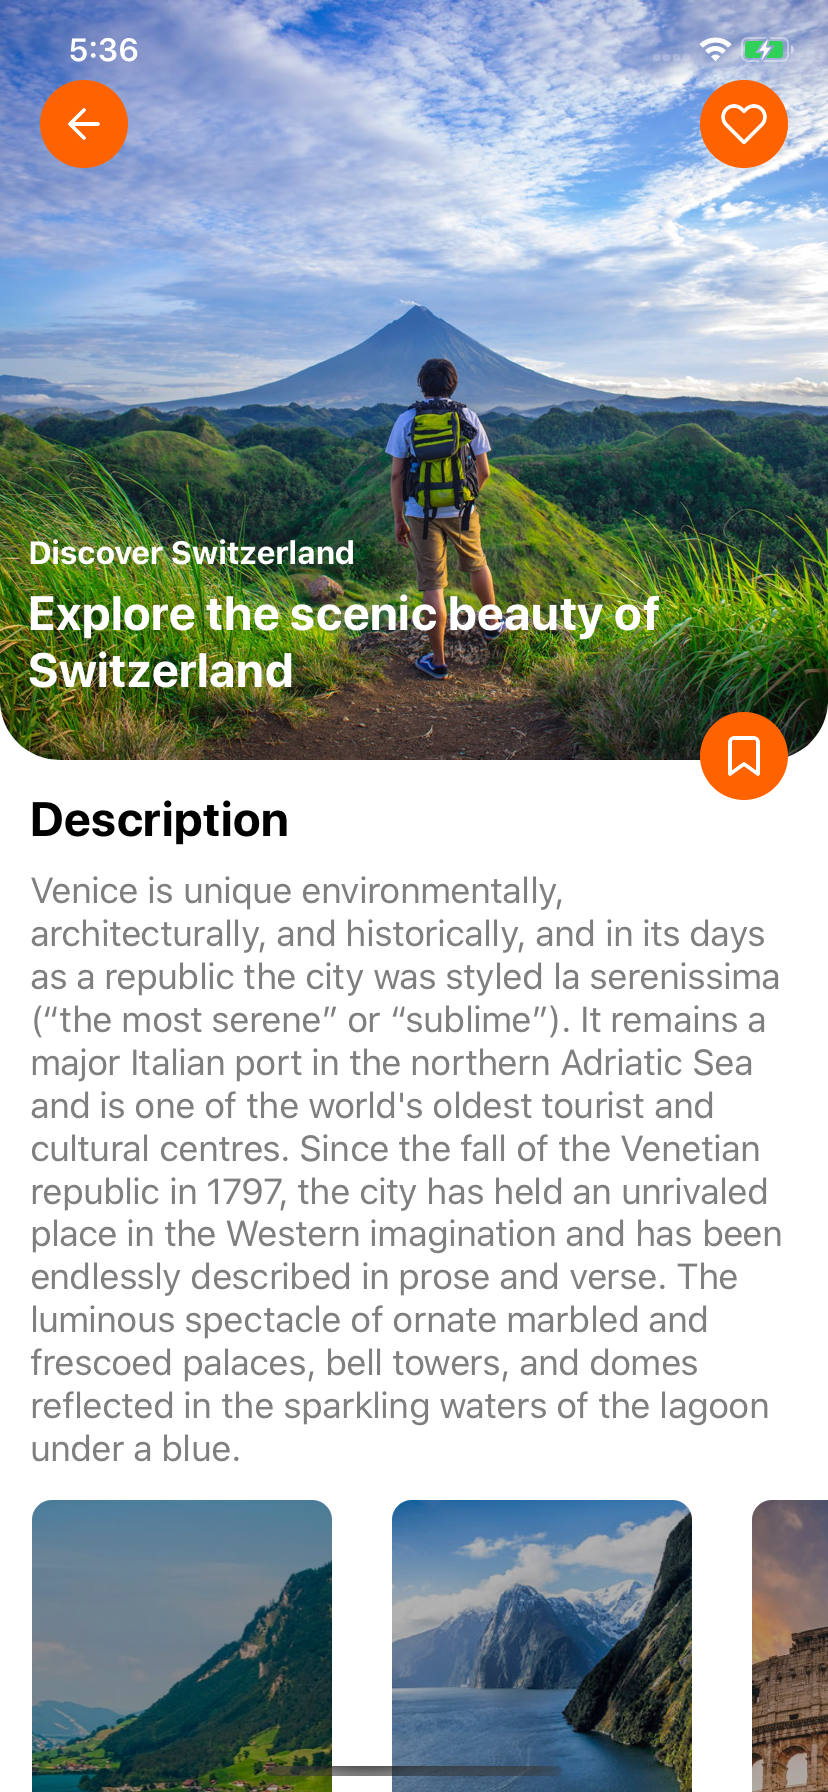 5:36
Discover Switzerland
Explore the scenic beauty of
Switzerland
Description
Venice is unique environmentally,
architecturally, and historically, and in its days
as a republic the city was styled la serenissima
(“the most serene” or “sublime”). It remains a
major Italian port in the northern Adriatic Sea
and is one of the world's oldest tourist and
cultural centres. Since the fall of the Venetian
republic in 1797, the city has held an unrivaled
place in the Western imagination and has been
endlessly described in prose and verse. The
luminous spectacle of ornate marbled and
frescoed palaces, bell towers, and domes
reflected in the sparkling waters of the lagoon
under a blue.